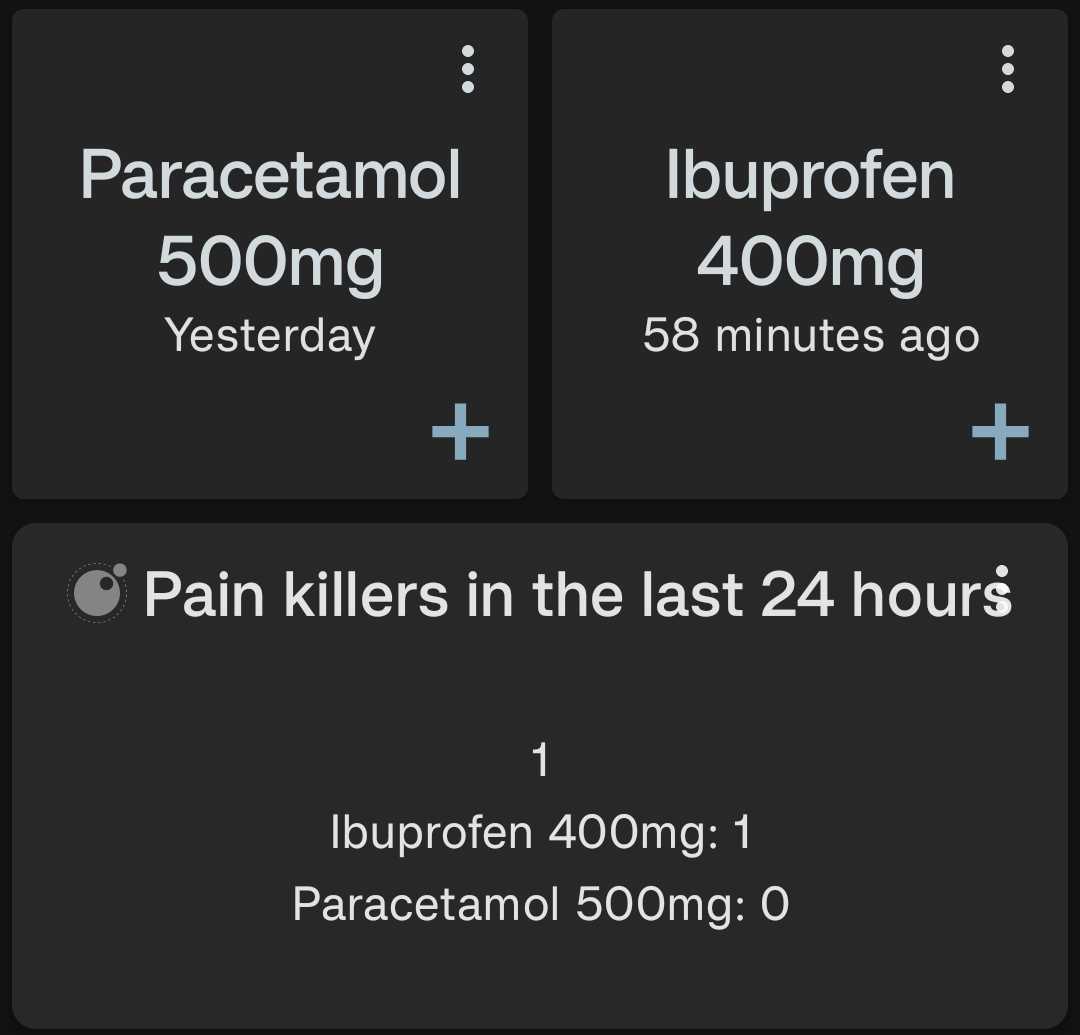 Paracetamol
500mg
Yesterday
Ibuprofen
400mg
58 minutes ago
Pain killers in the last 24 hours
1
Ibuprofen 400mg: 1
Paracetamol 500mg: 0